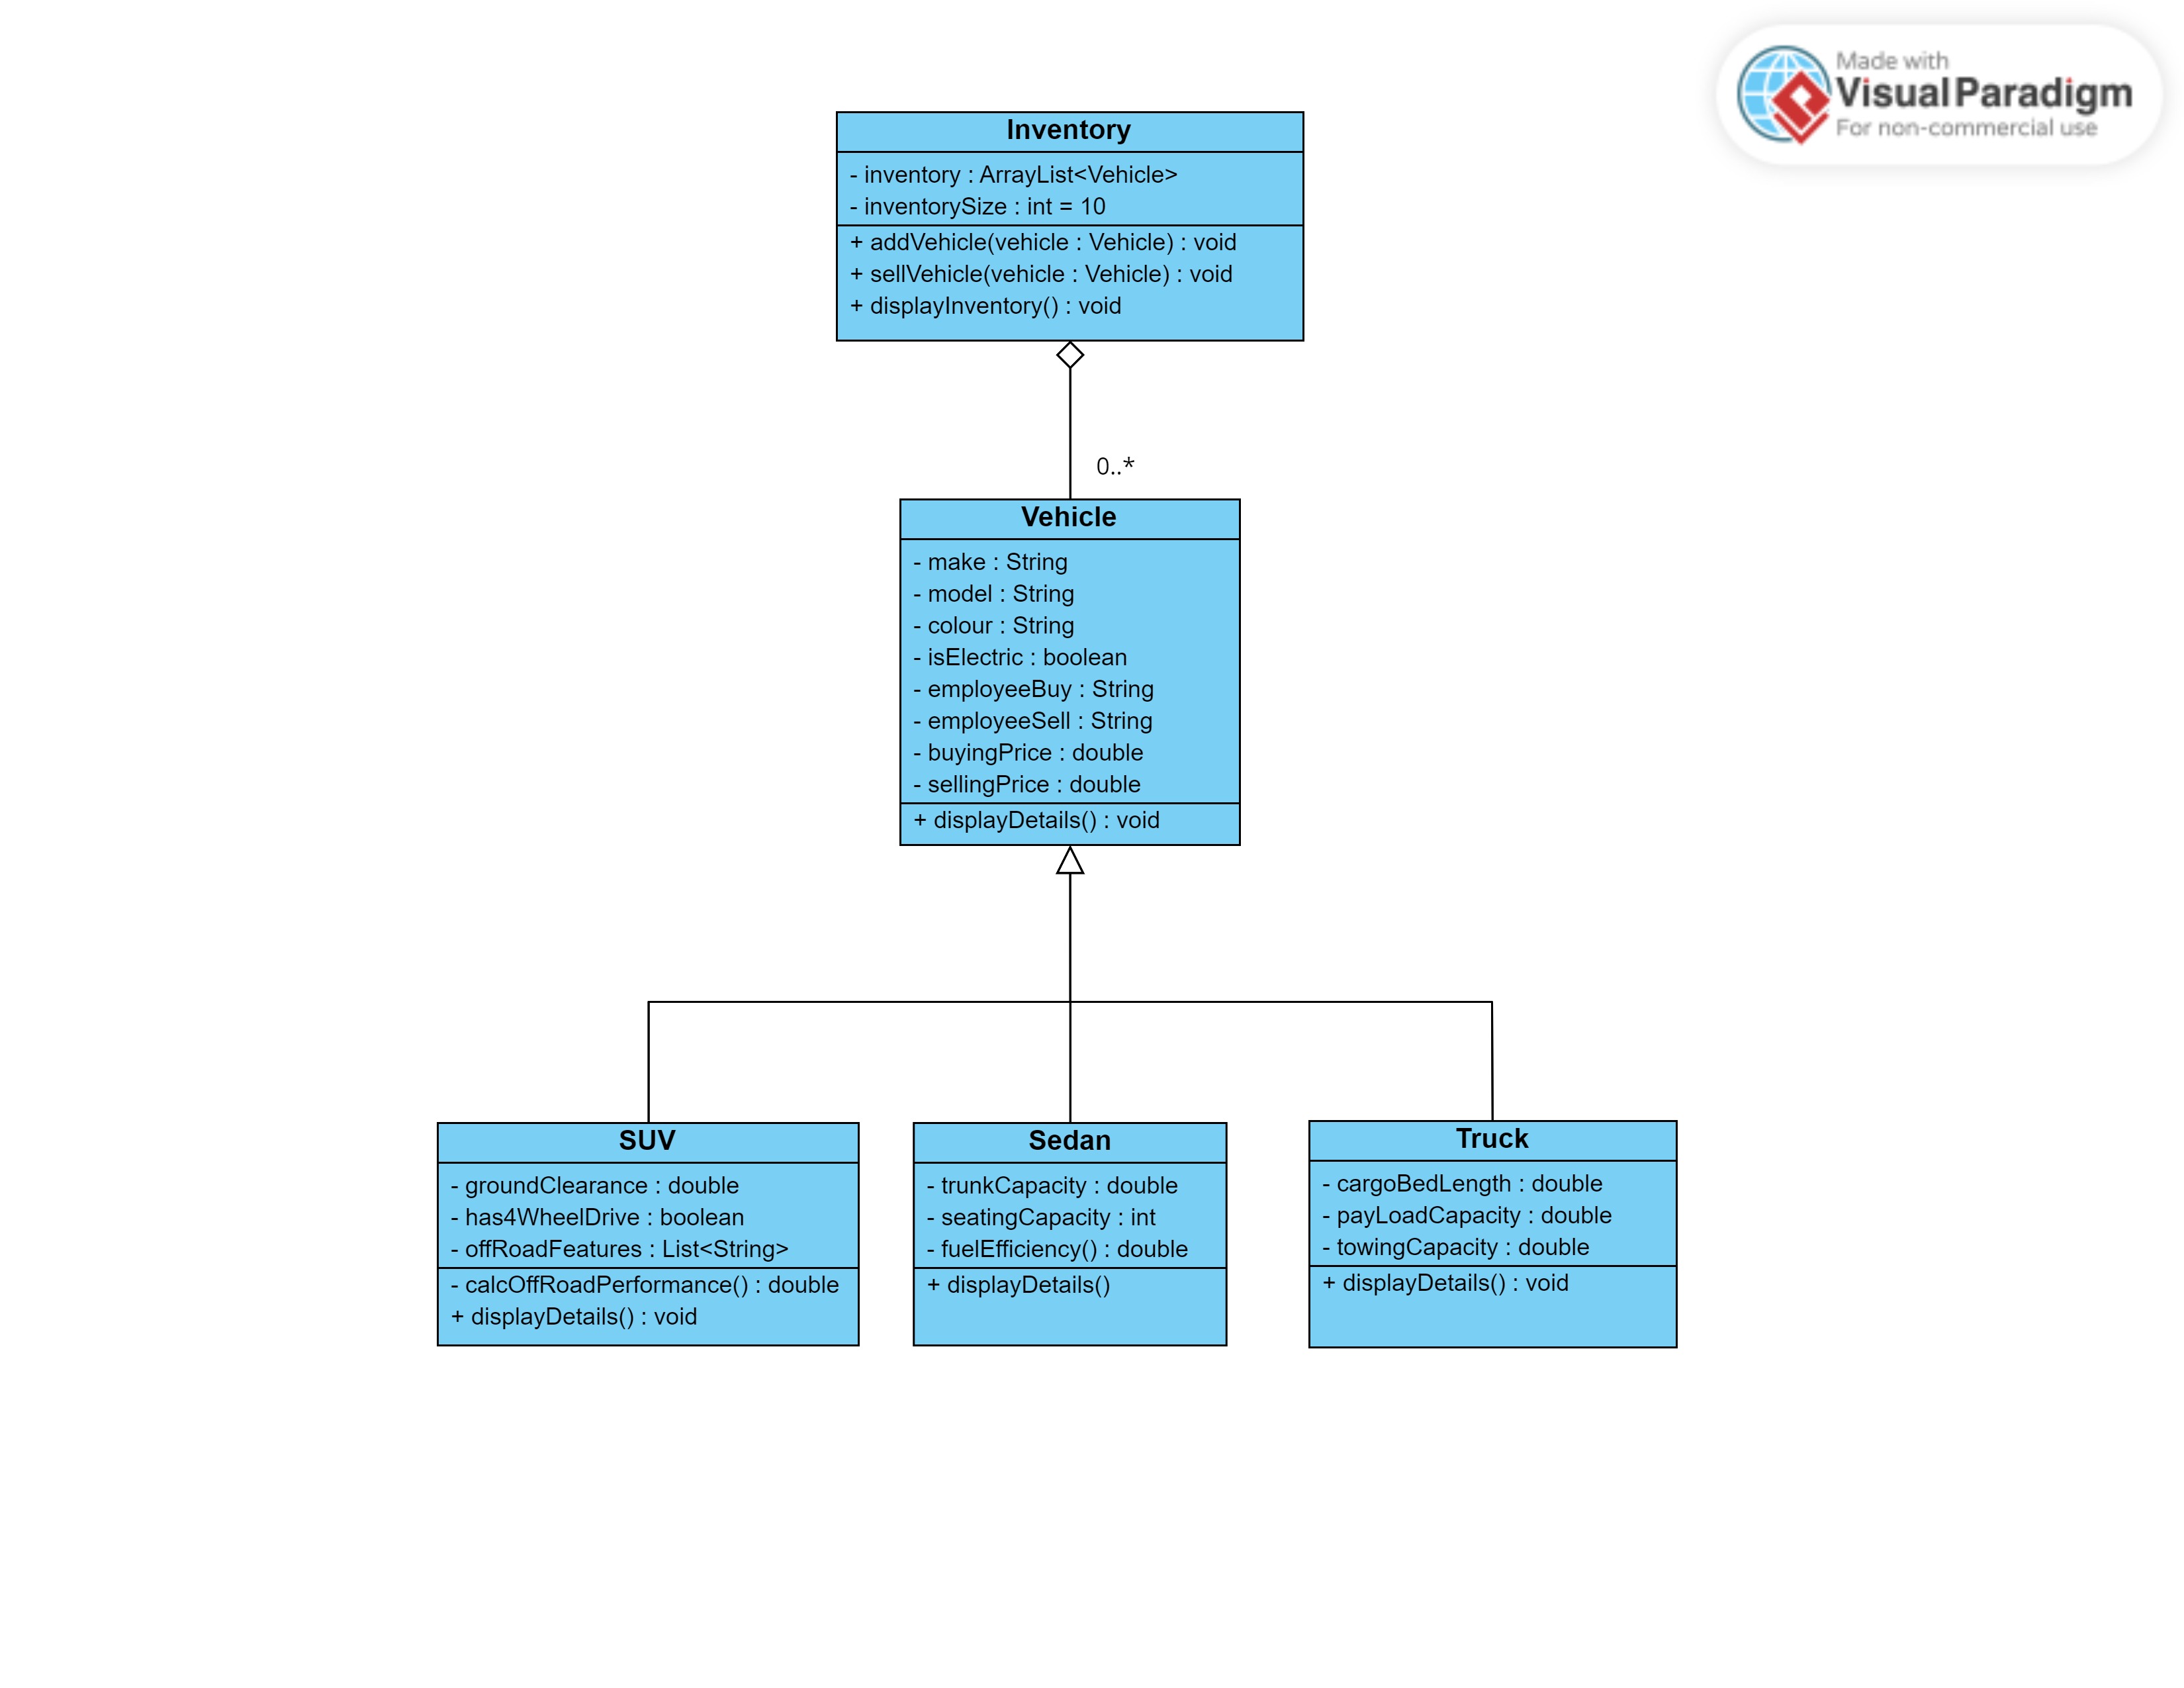 Made with
Visual Paradigm
For non-commercial use
Inventory
- inventory : ArrayList<Vehicle>
- inventorySize : int = 10
+ addVehicle(vehicle : Vehicle) : void
+ sellVehicle(vehicle : Vehicle) : void
+ displayInventory() : void
0..*
Vehicle
- make : String
- model : String
- colour : String
- isElectric : boolean
- employeeBuy : String
- employeeSell : String
- buyingPrice : double
- sellingPrice : double
+ displayDetails() : void
SUV
- groundClearance : double
- has4WheelDrive : boolean
- offRoadFeatures : List<String>
- calcOffRoadPerformance() : double
+ displayDetails() : void
Sedan
- trunkCapacity : double
- seatingCapacity : int
- fuelEfficiency() : double
+ displayDetails()
Truck
- cargoBedLength : double
- payLoadCapacity : double
- towingCapacity : double
+ displayDetails() : void